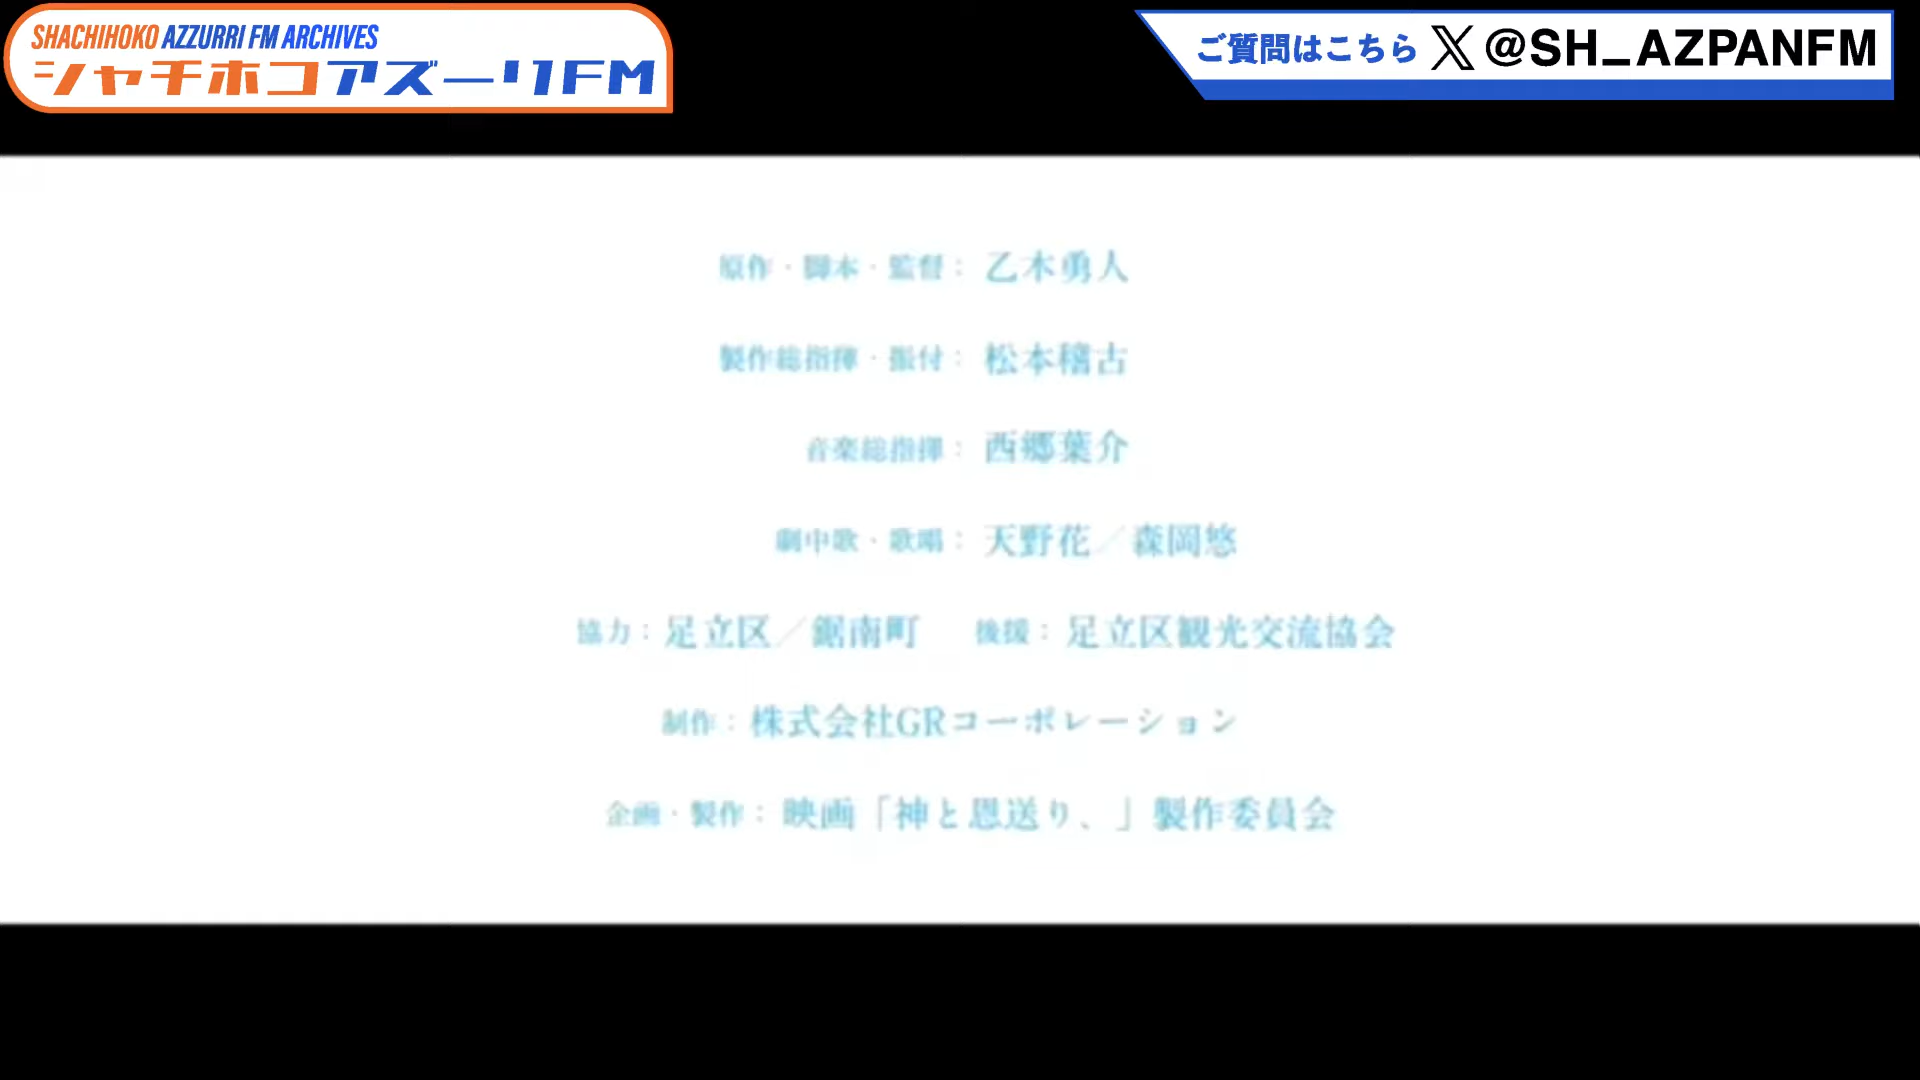 SHACHIHOKO AZZURRI FM ARCHIVES
シャチホコアズーリFM
ご質問はこちら X @SH_AZPANFM
原作・脚本・監督：乙木勇人
製作総指揮・振付：松本稽古
音楽総指揮：西郷葉介
劇中歌・歌唱：天野花／森岡悠
協力：足立区／鋸南町　後援：足立区観光交流協会
制作：株式会社GRコーポレーション
企画・製作：映画「神と恩送り、」製作委員会